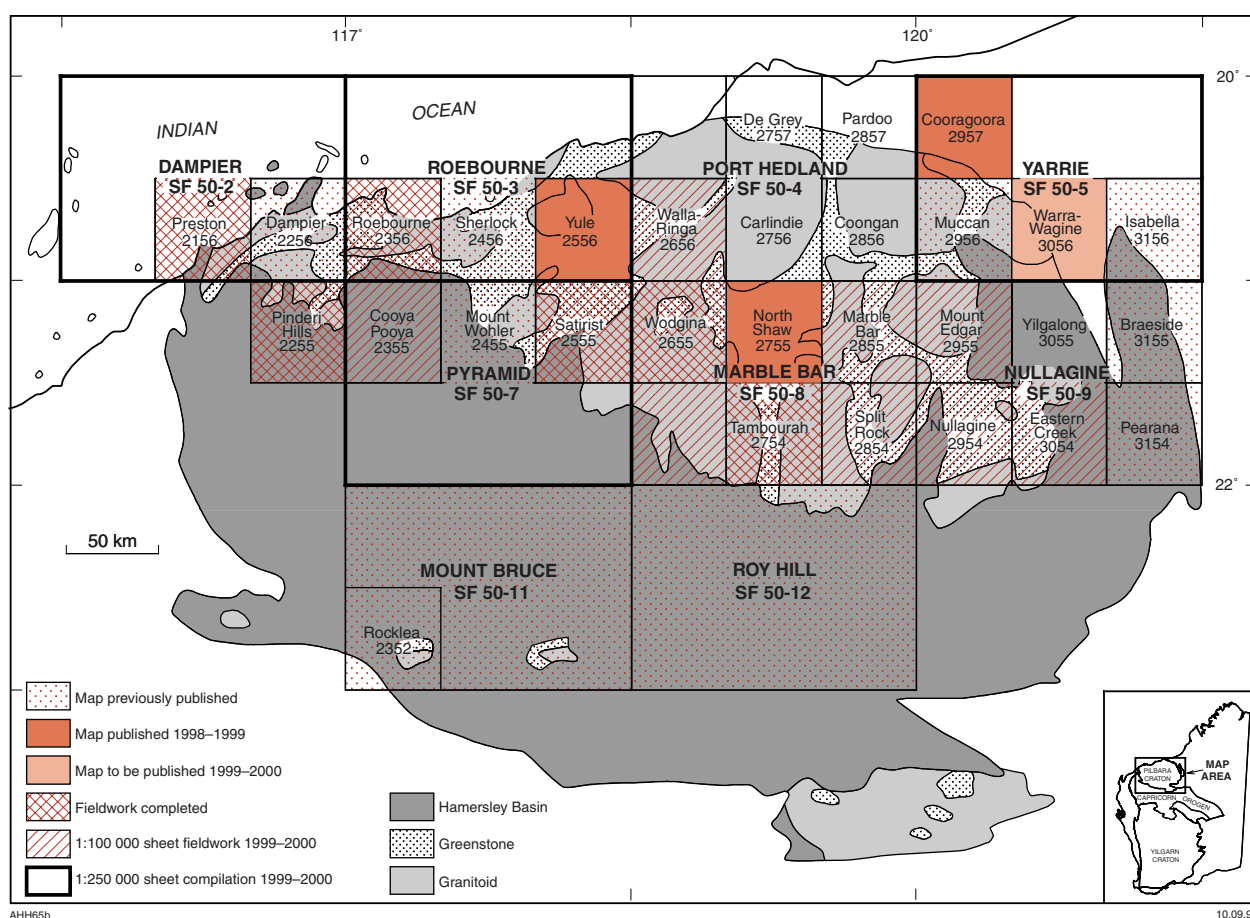 117°
120°
20°
INDIAN
OCEAN
De Grey
2757
Pardoo
2857
Cooragoora
2957
DAMPIER
SF 50-2
ROEBOURNE
SF 50-3
PORT HEDLAND
SF 50-4
YARRIE
SF 50-5
Preston
2156
Dampier
2256
Roebourne
2356
Sherlock
2456
Yule
2556
Walla-
Ringa
2656
Carlindie
2756
Coongan
2856
Muccan
2956
Warra-
Wagine
3056
Isabella
3156
Pinderi
Hills
2255
Cooya
Pooya
2355
Mount
Wohler
2455
Satirist
2555
Wodgina
2655
North
Shaw
2755
Marble
Bar
2855
Mount
Edgar
2955
Yilgalong
3055
Braeside
3155
PYRAMID
SF 50-7
MARBLE BAR
SF 50-8
NULLAGINE
SF 50-9
Tambourah
2754
Split
Rock
2854
Nullagine
2954
Eastern
Creek
3054
Pearana
3154
22°
50 km
MOUNT BRUCE
SF 50-11
ROY HILL
SF 50-12
Rocklea
2352
Map previously published
Map published 1998–1999
Map to be published 1999–2000
Fieldwork completed
1:100 000 sheet fieldwork 1999–2000
1:250 000 sheet compilation 1999–2000
Hamersley Basin
Greenstone
Granitoid
PILBARA
CRATON
MAP
AREA
CAPRICORN OROGEN
YILGARN
CRATON
AHH65b
10.09.9